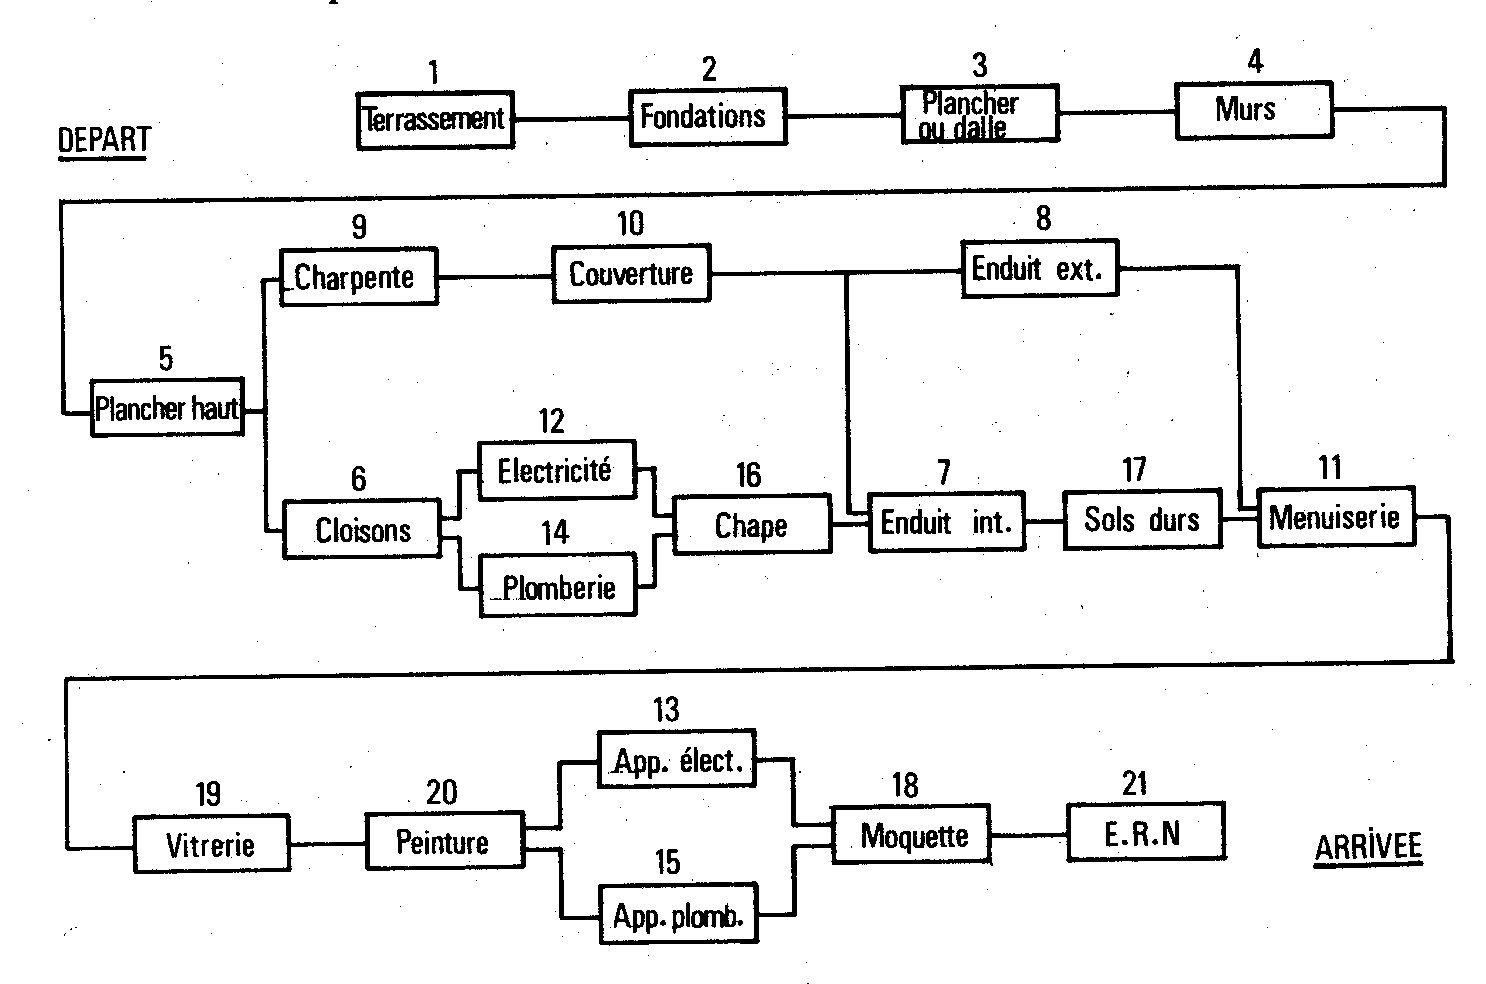 1
2
3
4
Terrassement
Fondations
Plancher
ou dalle
Murs
DEPART
9
10
8
Charpente
Couverture
Enduit ext.
5
Plancher haut
12
Electricité
6
16
7
17
11
Cloisons
Chape
Enduit int.
Sols durs
Menuiserie
14
Plomberie
13
App. élect.
19
20
18
21
Vitrerie
Peinture
Moquette
E.R.N
ARRIVEE
15
App. plomb.